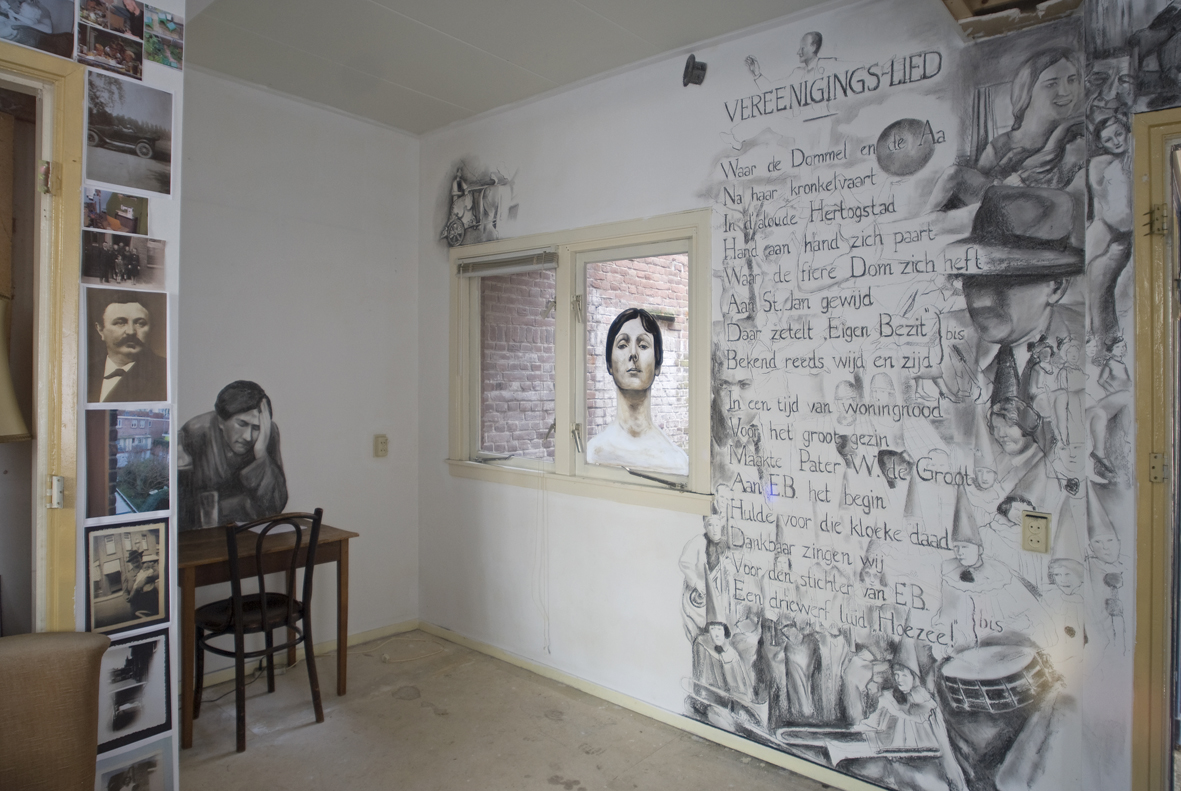 VEREENIGINGS-LIED
Waar de Dommel en de Aa
Na haar kronkelvaart
In d'aloude Hertogstad
Hand aan hand zich paart
Waar de fiere Dom zich heft
Aan St. Jan gewijd
Daar zetelt „Eigen Bezit"
Bekend reeds wijd en zijd } bis
In een tijd van woningnood
Voor het groot gezin
Maakte Pater W. de Groot
Aan E.B. het begin
Hulde voor die kloeke daad
Dankbaar zingen wij
Voor den stichter van E.B.
Een driewerf luid „Hoezee!" } bis